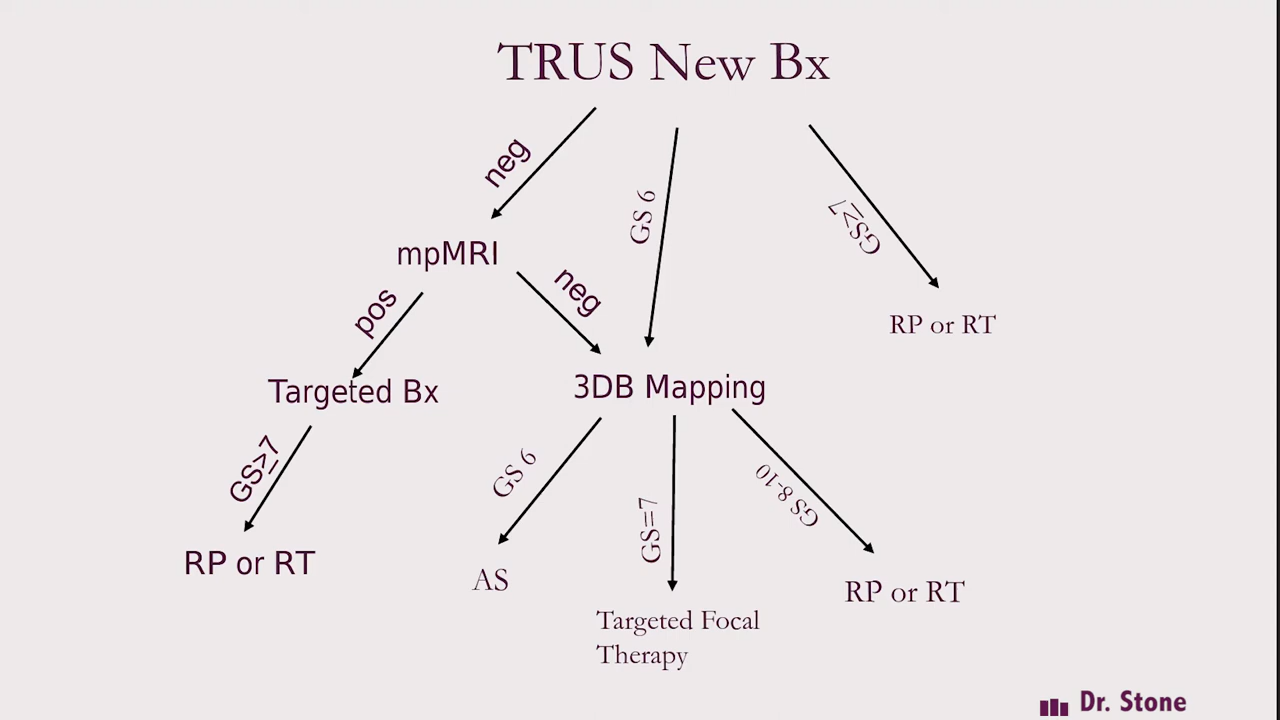 TRUS New Bx
neg
GS 6
GS≥7
mpMRI
pos
neg
RP or RT
Targeted Bx
3DB Mapping
GS≥7
GS 6
GS=7
GS 8-10
RP or RT
AS
Targeted Focal
Therapy
RP or RT
Dr. Stone